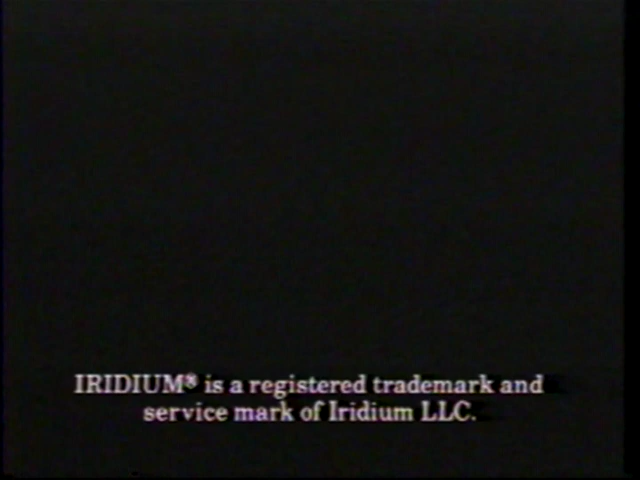 IRIDIUM® is a registered trademark and
service mark of Iridium LLC.